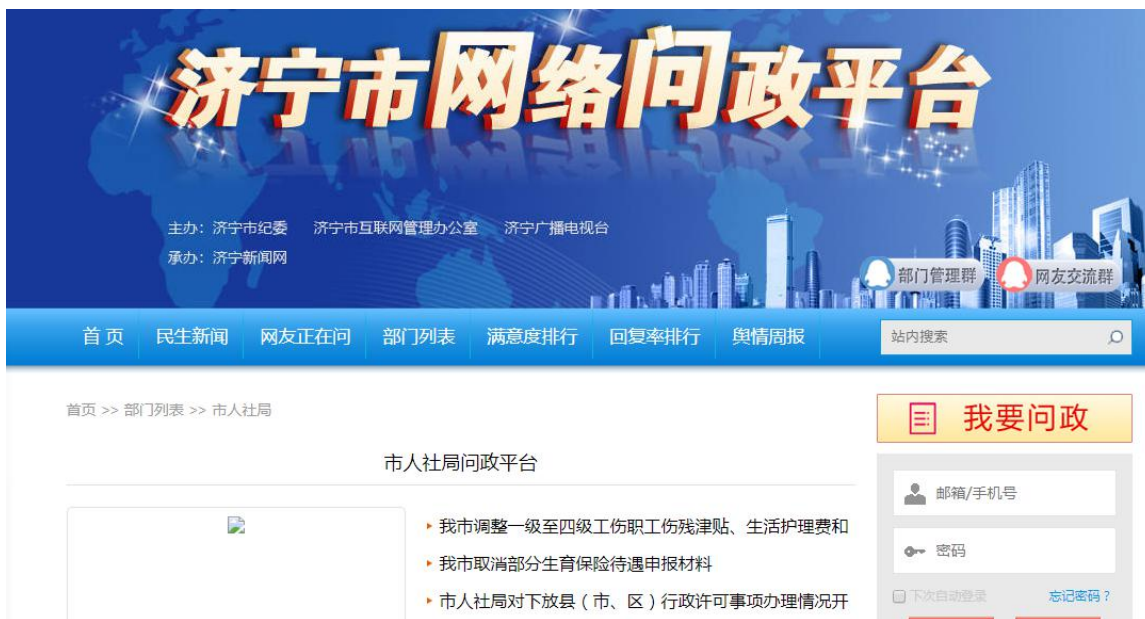 济宁市网络问政平台
主办：济宁市纪委 济宁市互联网管理办公室 济宁广播电视台
承办：济宁新闻网
部门管理群 网友交流群
首页 民生新闻 网友正在问 部门列表 满意度排行 回复率排行 舆情周报 站内搜索
首页 >> 部门列表 >> 市人社局
我要问政
市人社局问政平台
邮箱/手机号
我市调整一级至四级工伤职工伤残津贴、生活护理费和
密码
我市取消部分生育保险待遇申报材料
下次自动登录 忘记密码？
市人社局对下放县（市、区）行政许可事项办理情况开